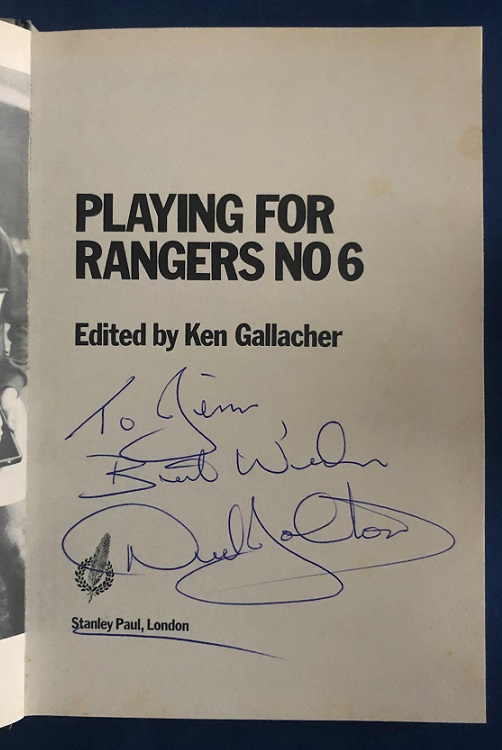 PLAYING FOR
RANGERS NO 6
Edited by Ken Gallacher
To Jim
Best Wishes
Stanley Paul, London